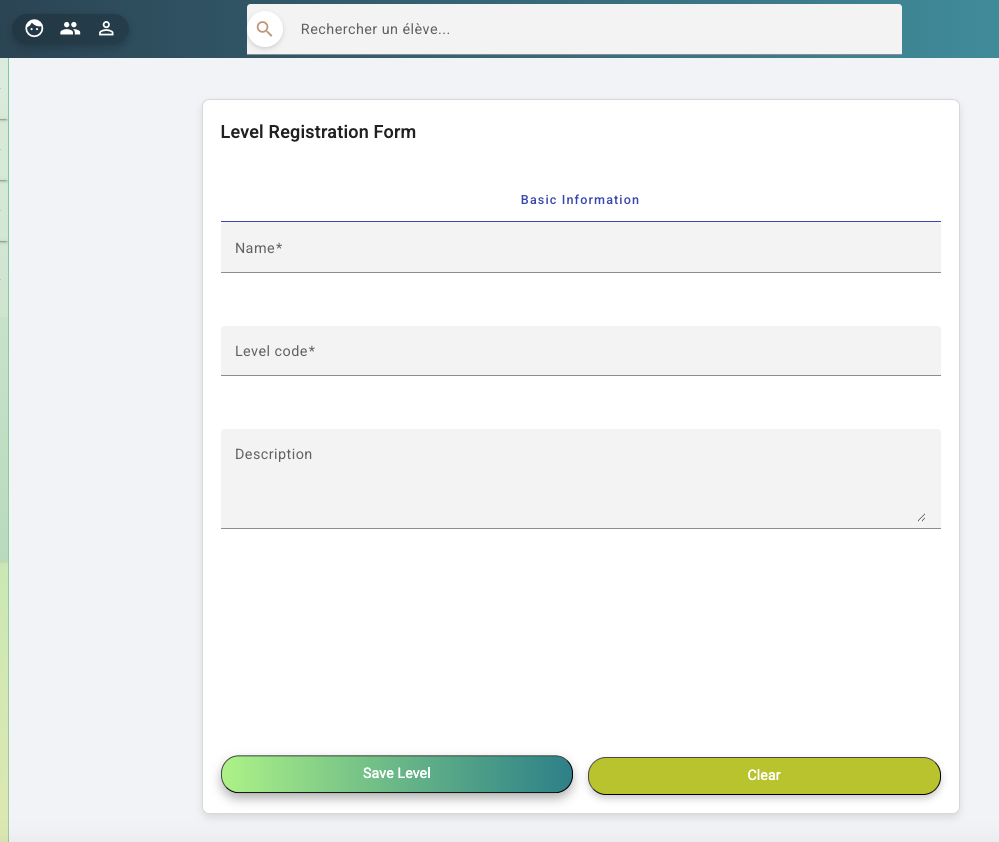 Rechercher un élève...
Level Registration Form
Basic Information
Name*
Level code*
Description
Save Level
Clear